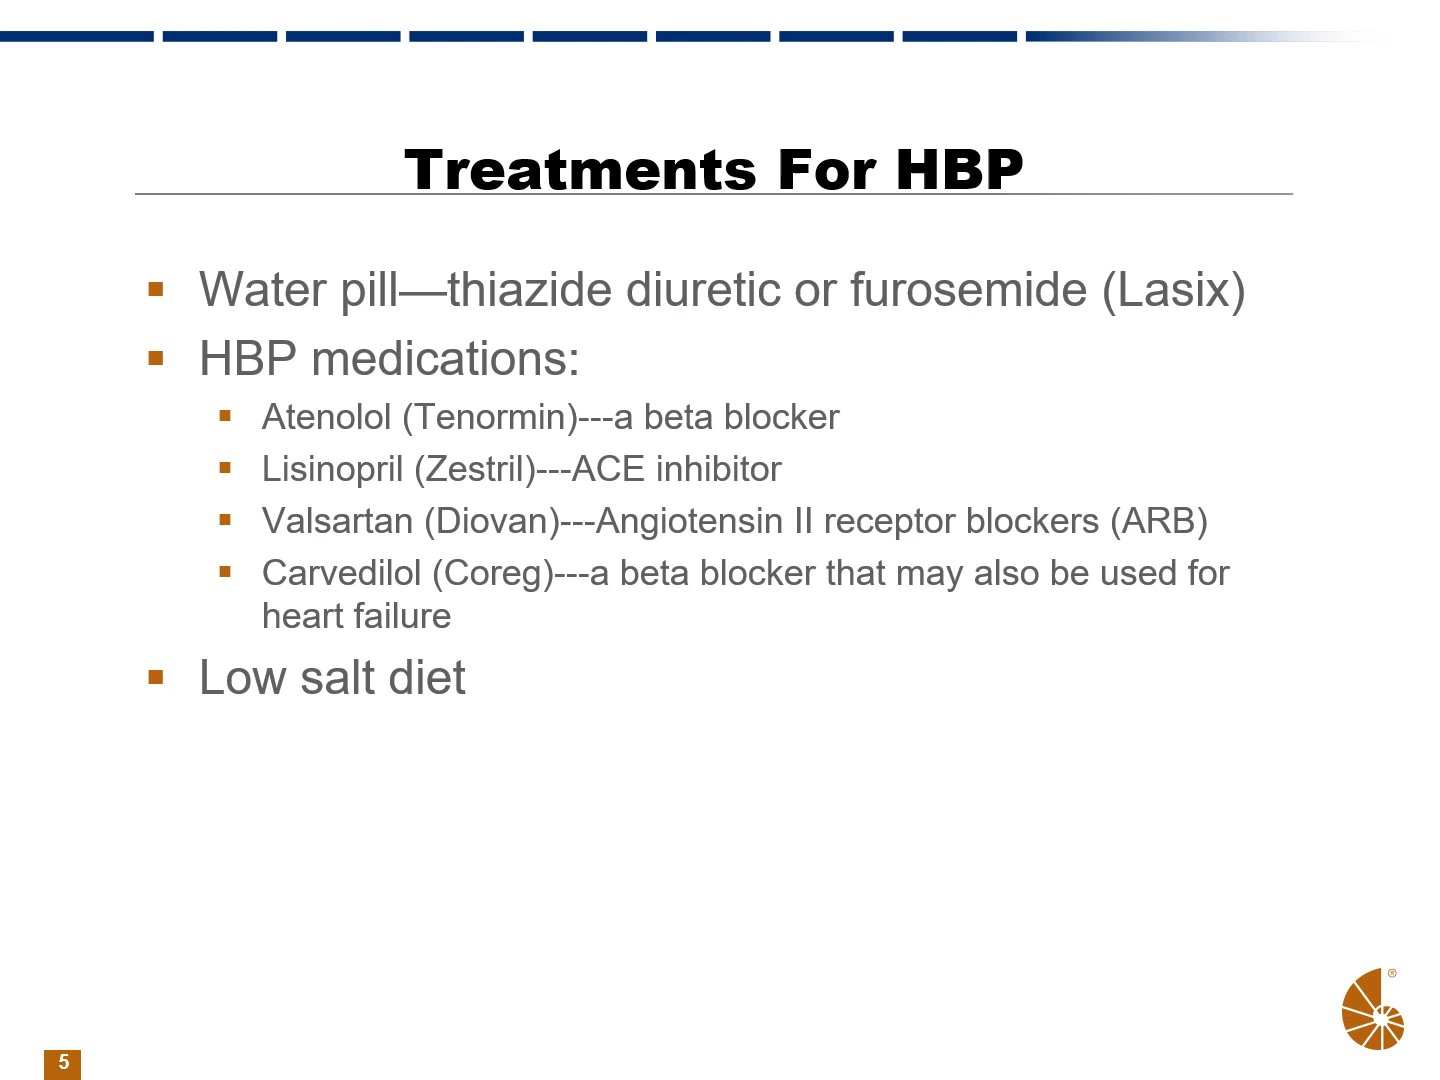 Treatments For HBP
Water pill—thiazide diuretic or furosemide (Lasix)
HBP medications:
Atenolol (Tenormin)---a beta blocker
Lisinopril (Zestril)---ACE inhibitor
Valsartan (Diovan)---Angiotensin II receptor blockers (ARB)
Carvedilol (Coreg)---a beta blocker that may also be used for
heart failure
Low salt diet
®
5